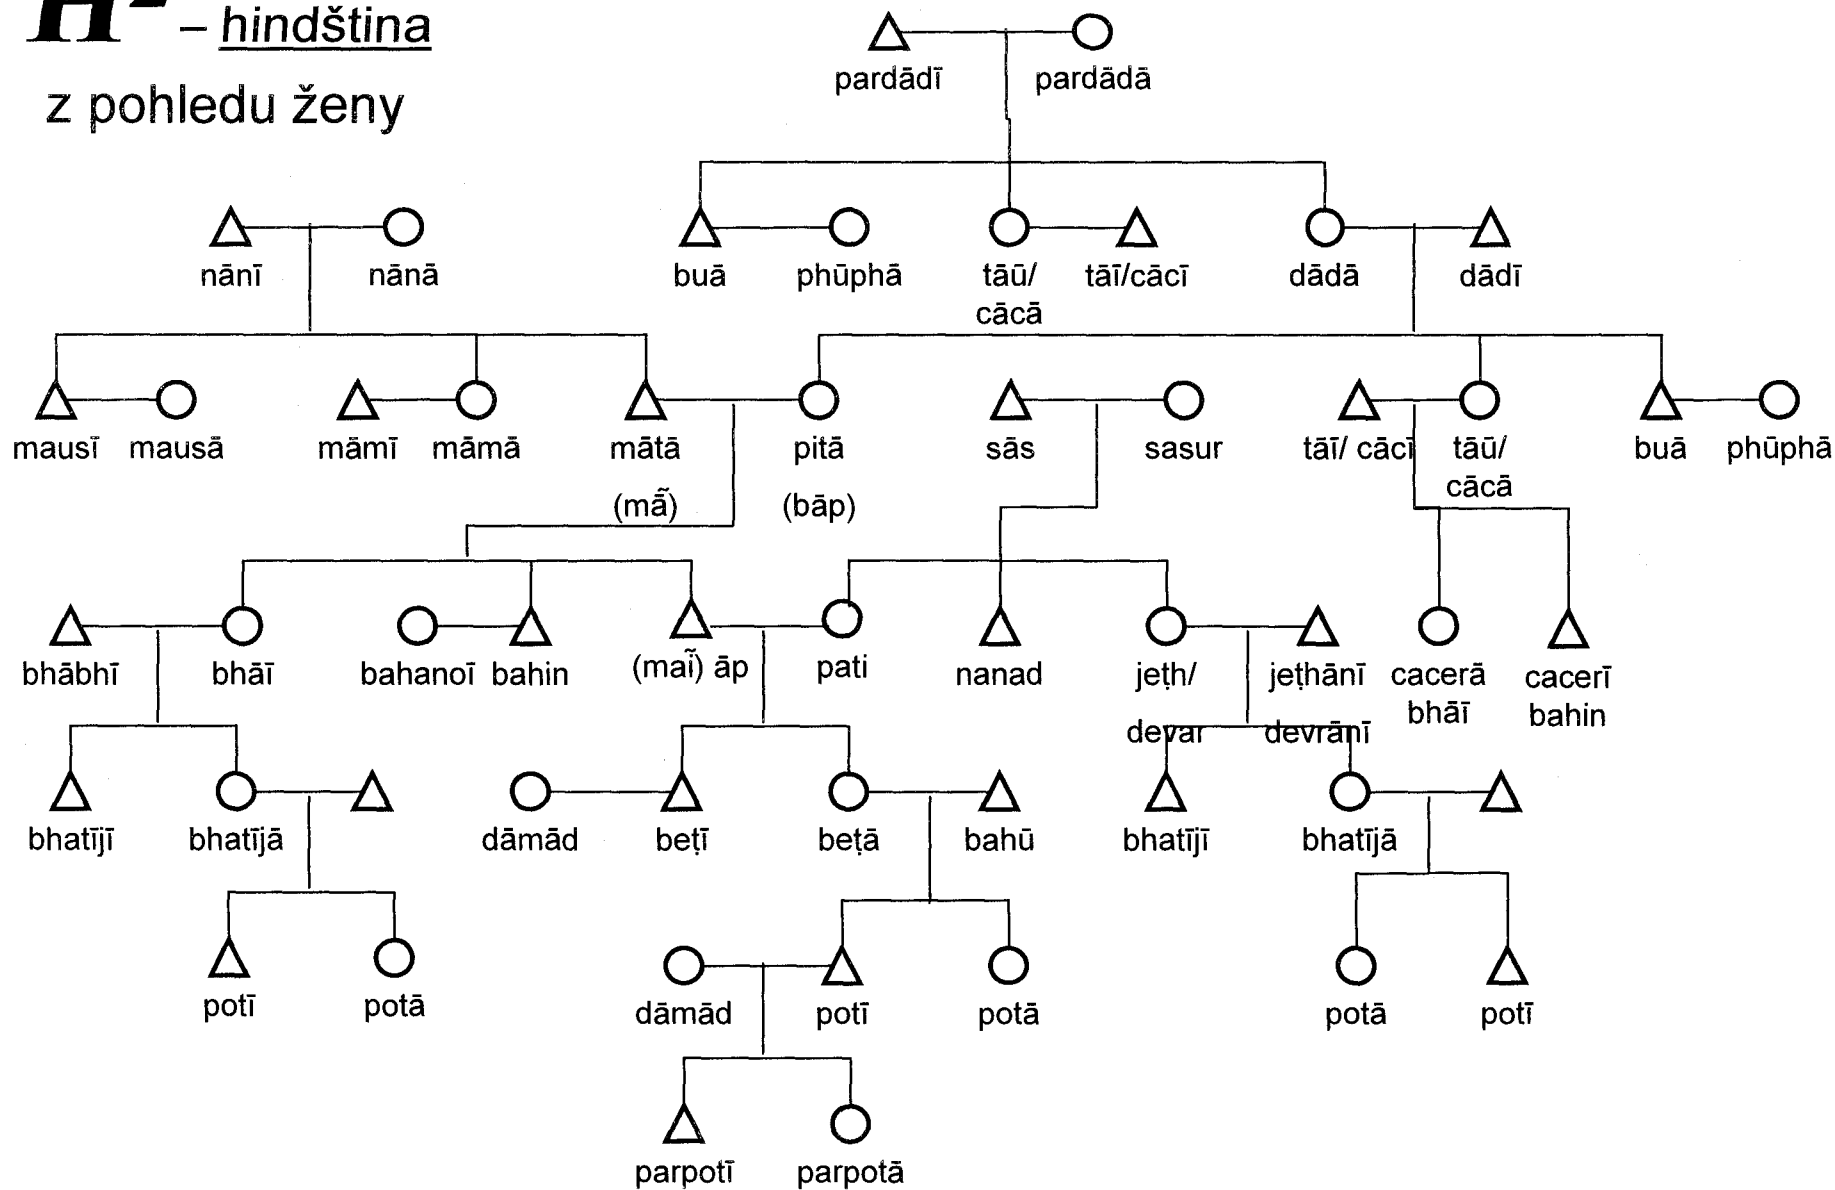 H² – hindština
z pohledu ženy
pardādī pardādā
nānī nānā buā phūphā tāū/ tāī/cācī dādā dādī
cācā
mausī mausā māmī māmā mātā pitā sās sasur tāī/ cācī tāū/ buā phūphā
(mā̃) (bāp) cācā
bhābhī bhāī bahanoī bahin (maĩ̄) āp pati nanad jeṭh/ jeṭhānī cacerā cacerī
bhāī bahin
devar devrānī
bhatījī bhatījā dāmād beṭī beṭā bahū bhatījī bhatījā
potī potā dāmād potī potā potā potī
parpotī parpotā